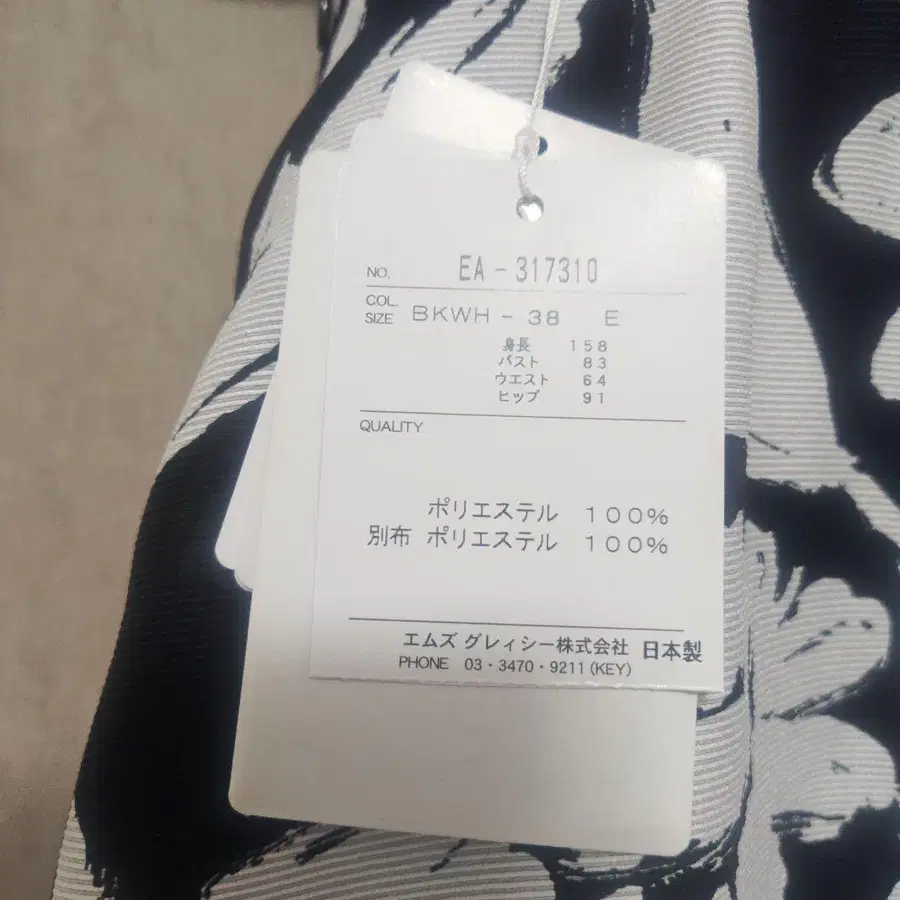 NO. EA-317310
COL.
SIZE BKWH - 38 E
身長 158
バスト 83
ウエスト 64
ヒップ 91
QUALITY
ポリエステル 100%
別布 ポリエステル 100%
エムズ グレィシー株式会社 日本製
PHONE 03・3470・9211(KEY)